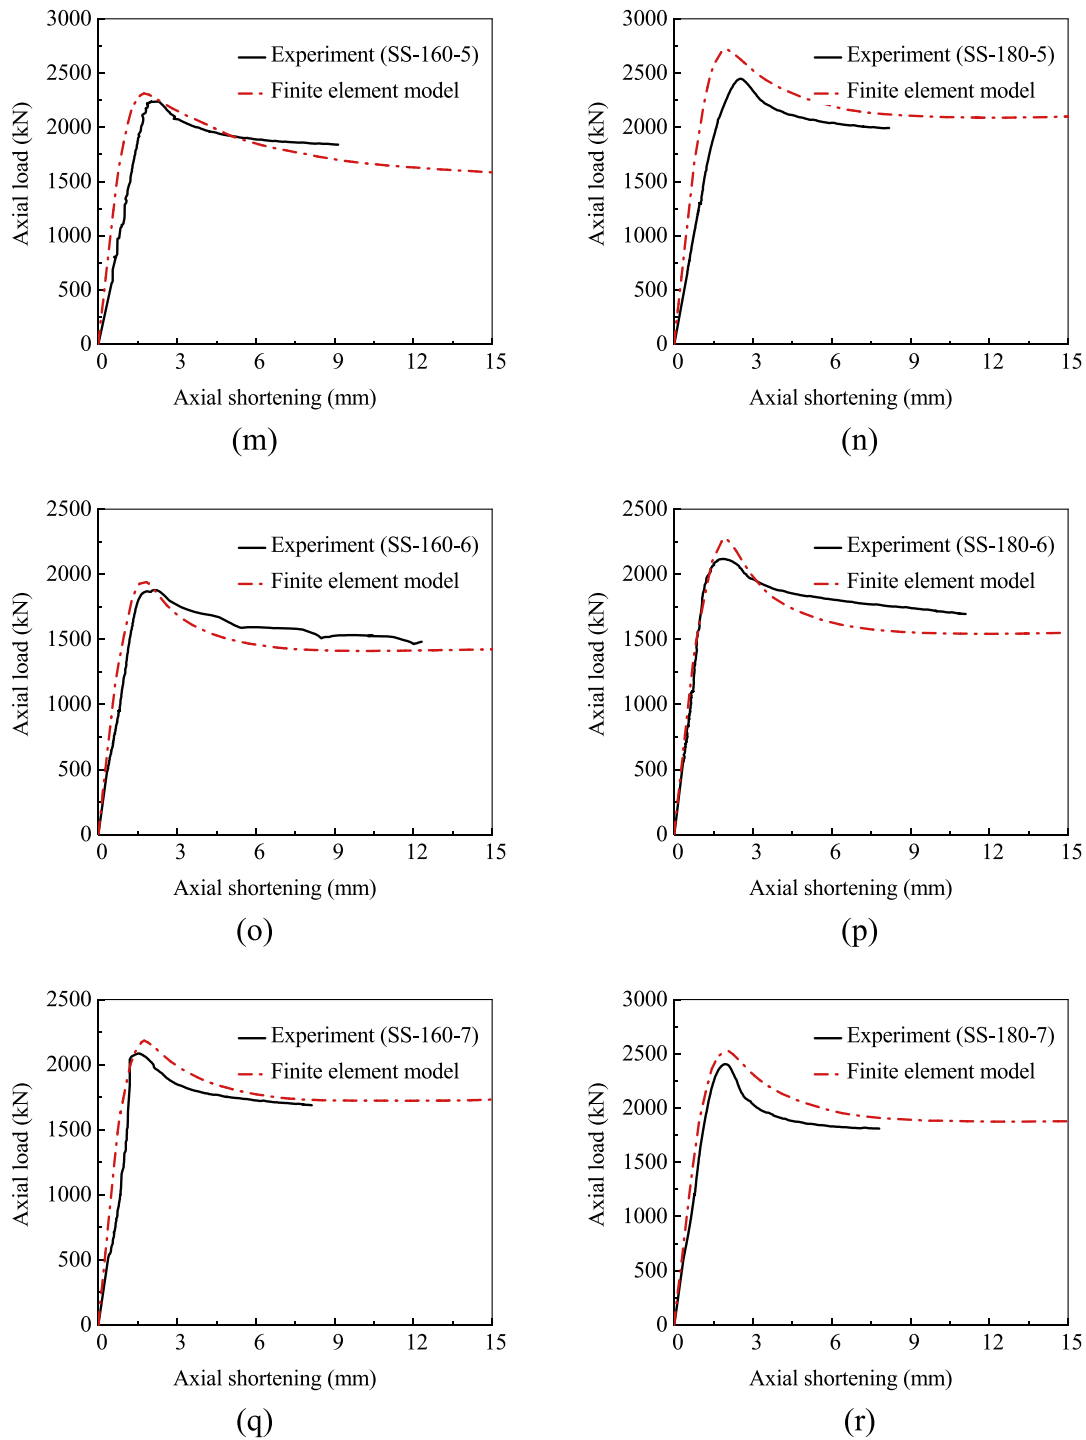 3000
2500
2000
1500
1000
500
0
Axial load (kN)
Experiment (SS-160-5)
Finite element model
0 3 6 9 12 15
Axial shortening (mm)
(m)
3000
2500
2000
1500
1000
500
0
Axial load (kN)
Experiment (SS-180-5)
Finite element model
0 3 6 9 12 15
Axial shortening (mm)
(n)
2500
2000
1500
1000
500
0
Axial load (kN)
Experiment (SS-160-6)
Finite element model
0 3 6 9 12 15
Axial shortening (mm)
(o)
2500
2000
1500
1000
500
0
Axial load (kN)
Experiment (SS-180-6)
Finite element model
0 3 6 9 12 15
Axial shortening (mm)
(p)
2500
2000
1500
1000
500
0
Axial load (kN)
Experiment (SS-160-7)
Finite element model
0 3 6 9 12 15
Axial shortening (mm)
(q)
3000
2500
2000
1500
1000
500
0
Axial load (kN)
Experiment (SS-180-7)
Finite element model
0 3 6 9 12 15
Axial shortening (mm)
(r)